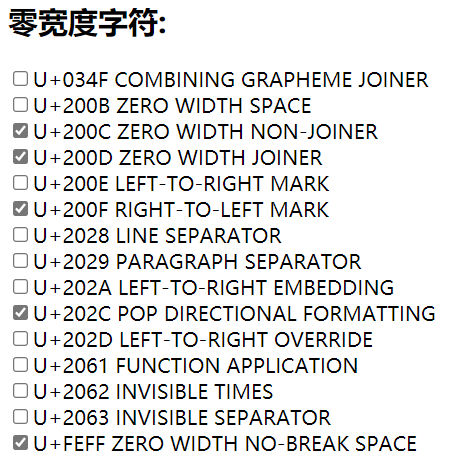 零宽度字符:
U+034F COMBINING GRAPHEME JOINER
U+200B ZERO WIDTH SPACE
U+200C ZERO WIDTH NON-JOINER
U+200D ZERO WIDTH JOINER
U+200E LEFT-TO-RIGHT MARK
U+200F RIGHT-TO-LEFT MARK
U+2028 LINE SEPARATOR
U+2029 PARAGRAPH SEPARATOR
U+202A LEFT-TO-RIGHT EMBEDDING
U+202C POP DIRECTIONAL FORMATTING
U+202D LEFT-TO-RIGHT OVERRIDE
U+2061 FUNCTION APPLICATION
U+2062 INVISIBLE TIMES
U+2063 INVISIBLE SEPARATOR
U+FEFF ZERO WIDTH NO-BREAK SPACE